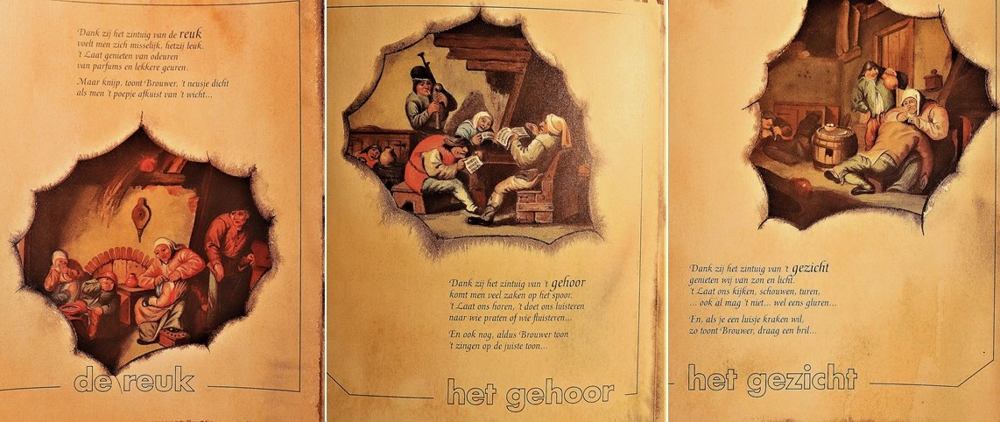 Dank zij het zintuig van de reuk
voelt men zich misselijk, hetzij leuk.
't Laat genieten van odeuren
van parfums en lekkere geuren.
Maar knijp, toont Brouwer, 't neusje dicht
als men 't poepje afkuist van 't wicht...
de reuk
Dank zij het zintuig van 't gehoor
komt men veel zaken op het spoor.
't Laat ons horen, 't doet ons luisteren
naar wie praten of wie fluisteren...
En ook nog, aldus Brouwer toon
't zingen op de juiste toon...
het gehoor
Dank zij het zintuig van 't gezicht
genieten wij van zon en licht.
't Laat ons kijken, schouwen, turen,
... ook al mag 't niet... wel eens gluren...
En, als je een luisje kraken wil,
zo toont Brouwer, draag een bril...
het gezicht